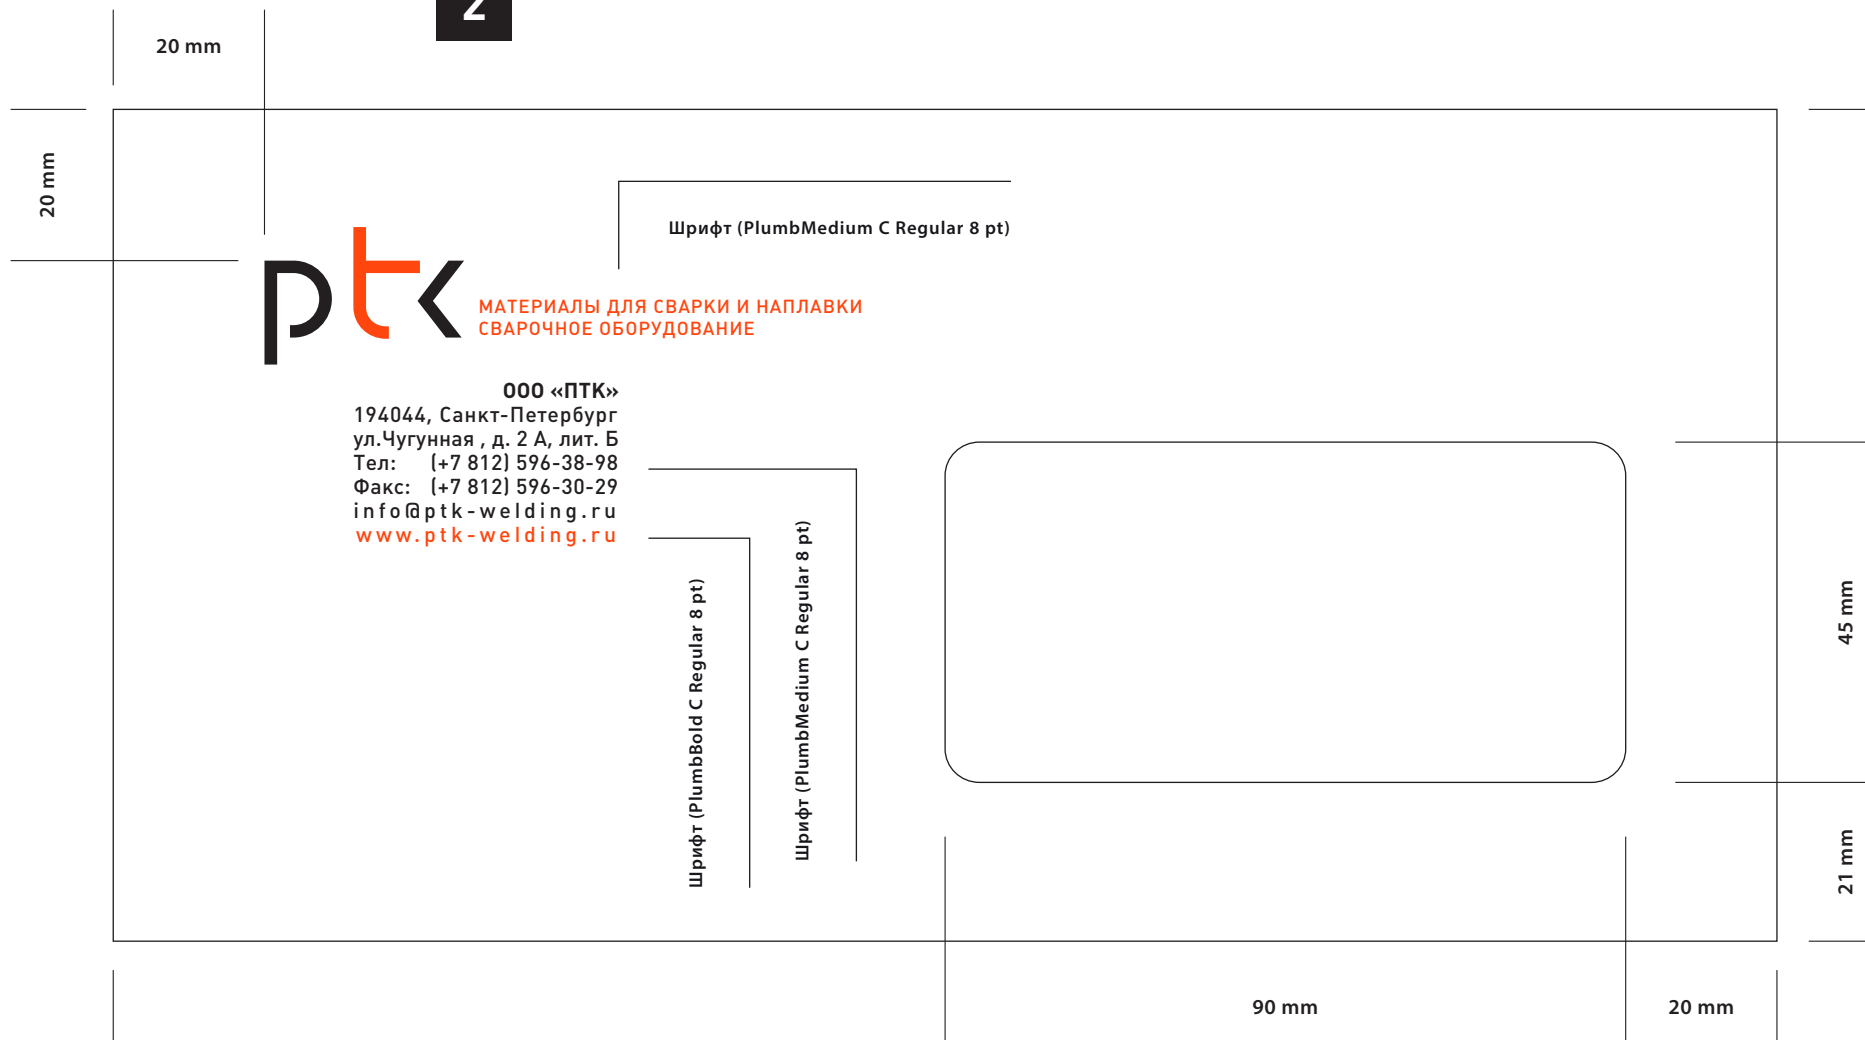 2
20 mm
20 mm
Шрифт (PlumbMedium C Regular 8 pt)
ptk
МАТЕРИАЛЫ ДЛЯ СВАРКИ И НАПЛАВКИ
СВАРОЧНОЕ ОБОРУДОВАНИЕ
ООО «ПТК»
194044, Санкт-Петербург
ул.Чугунная , д. 2 А, лит. Б
Тел: (+7 812) 596-38-98
Факс: (+7 812) 596-30-29
info@ptk-welding.ru
www.ptk-welding.ru
Шрифт (PlumbBold C Regular 8 pt)
Шрифт (PlumbMedium C Regular 8 pt)
45 mm
21 mm
90 mm
20 mm